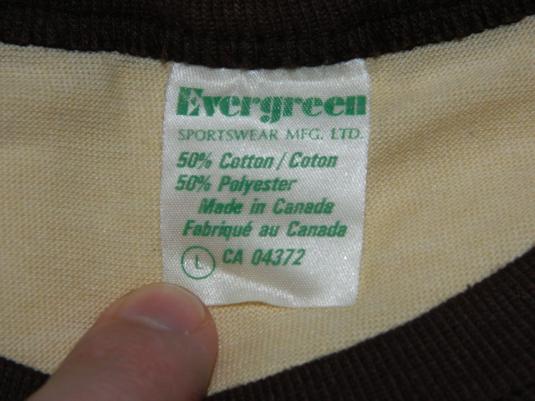 Evergreen
SPORTSWEAR MFG. LTD.
50% Cotton / Coton
50% Polyester
Made in Canada
Fabriqué au Canada
L CA 04372